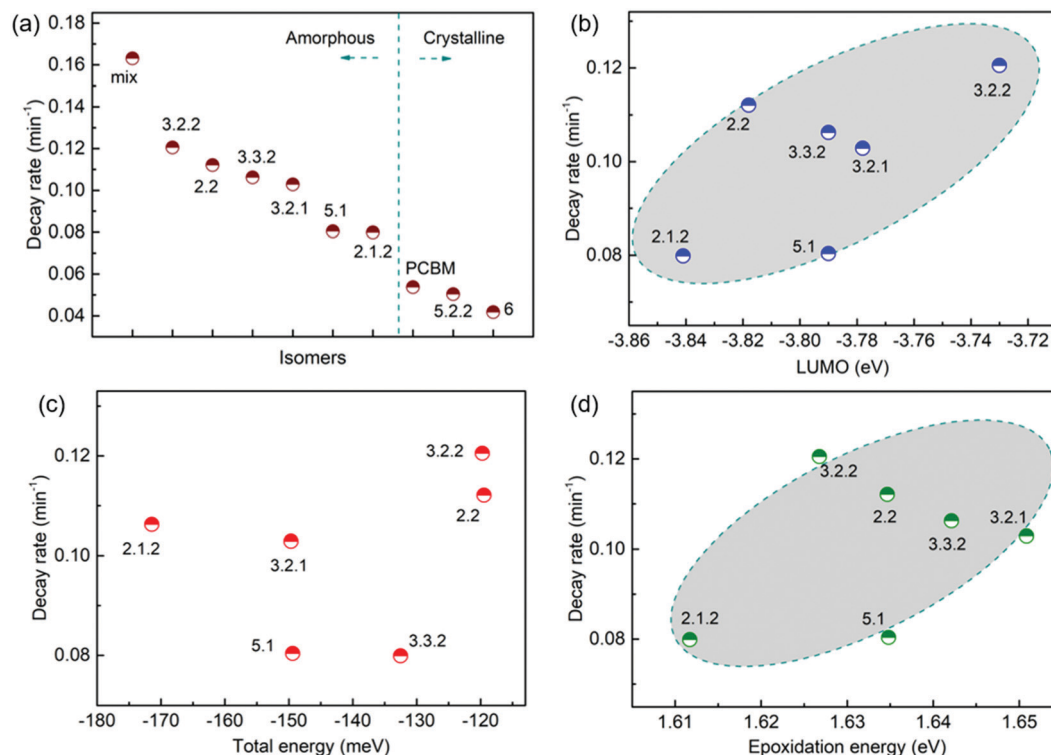 (a)
0.18
0.16
0.14
0.12
0.10
0.08
0.06
0.04
Decay rate (min⁻¹)
Amorphous
Crystalline
mix
3.2.2
2.2
3.3.2
3.2.1
5.1
2.1.2
PCBM
5.2.2
6
Isomers
(b)
0.12
0.10
0.08
Decay rate (min⁻¹)
3.2.2
2.2
3.3.2
3.2.1
2.1.2
5.1
-3.86 -3.84 -3.82 -3.80 -3.78 -3.76 -3.74 -3.72
LUMO (eV)
(c)
0.12
0.10
0.08
Decay rate (min⁻¹)
3.2.2
2.2
2.1.2
3.2.1
5.1
3.3.2
-180 -170 -160 -150 -140 -130 -120
Total energy (meV)
(d)
0.12
0.10
0.08
Decay rate (min⁻¹)
3.2.2
2.2
3.3.2
3.2.1
2.1.2
5.1
1.61 1.62 1.63 1.64 1.65
Epoxidation energy (eV)